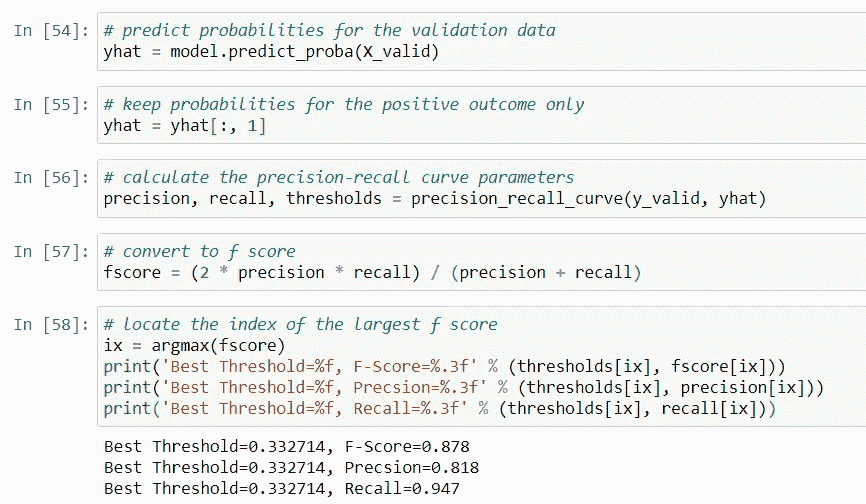 In [54]: # predict probabilities for the validation data
yhat = model.predict_proba(X_valid)
In [55]: # keep probabilities for the positive outcome only
yhat = yhat[:, 1]
In [56]: # calculate the precision-recall curve parameters
precision, recall, thresholds = precision_recall_curve(y_valid, yhat)
In [57]: # convert to f score
fscore = (2 * precision * recall) / (precision + recall)
In [58]: # locate the index of the largest f score
ix = argmax(fscore)
print('Best Threshold=%f, F-Score=%.3f' % (thresholds[ix], fscore[ix]))
print('Best Threshold=%f, Precsion=%.3f' % (thresholds[ix], precision[ix]))
print('Best Threshold=%f, Recall=%.3f' % (thresholds[ix], recall[ix]))
Best Threshold=0.332714, F-Score=0.878
Best Threshold=0.332714, Precsion=0.818
Best Threshold=0.332714, Recall=0.947